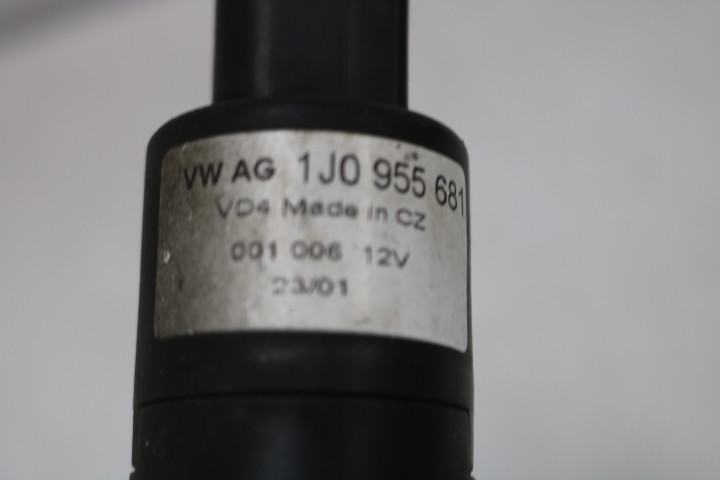 VW AG 1J0 955 681
VD4 Made in CZ
001 006 12V
23/01